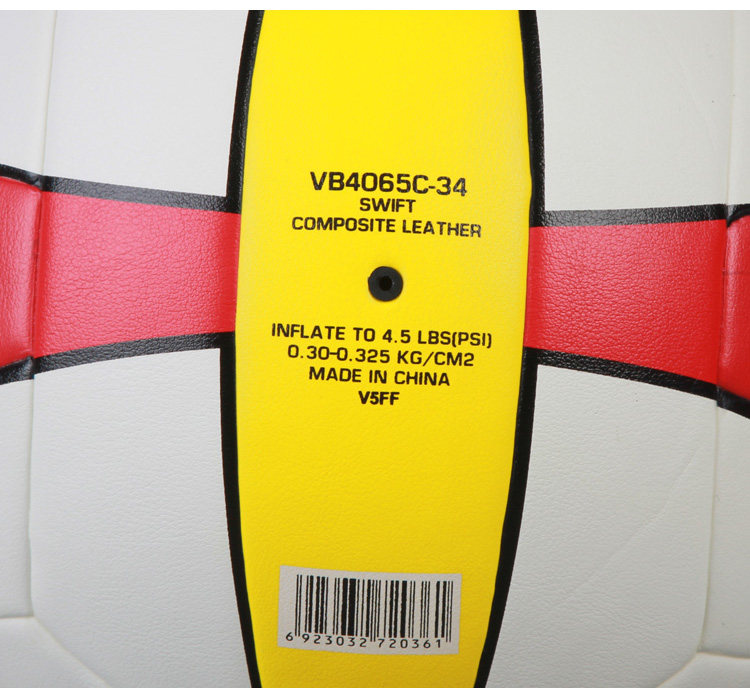 VB4065C-34
SWIFT
COMPOSITE LEATHER
INFLATE TO 4.5 LBS(PSI)
0.30-0.325 KG/CM2
MADE IN CHINA
V5FF
6 923032 720361